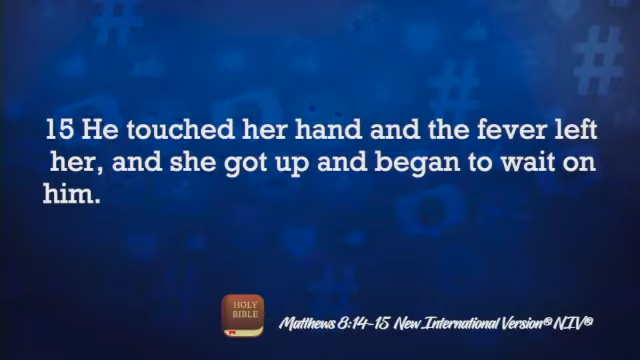 15 He touched her hand and the fever left
her, and she got up and began to wait on
him.
HOLY
BIBLE
Matthews 8:14-15 New International Version® NIV®